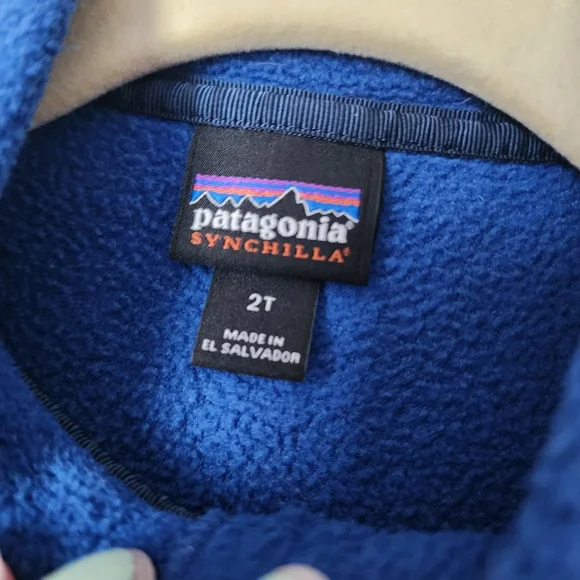 patagonia®
SYNCHILLA®
2T
MADE IN
EL SALVADOR